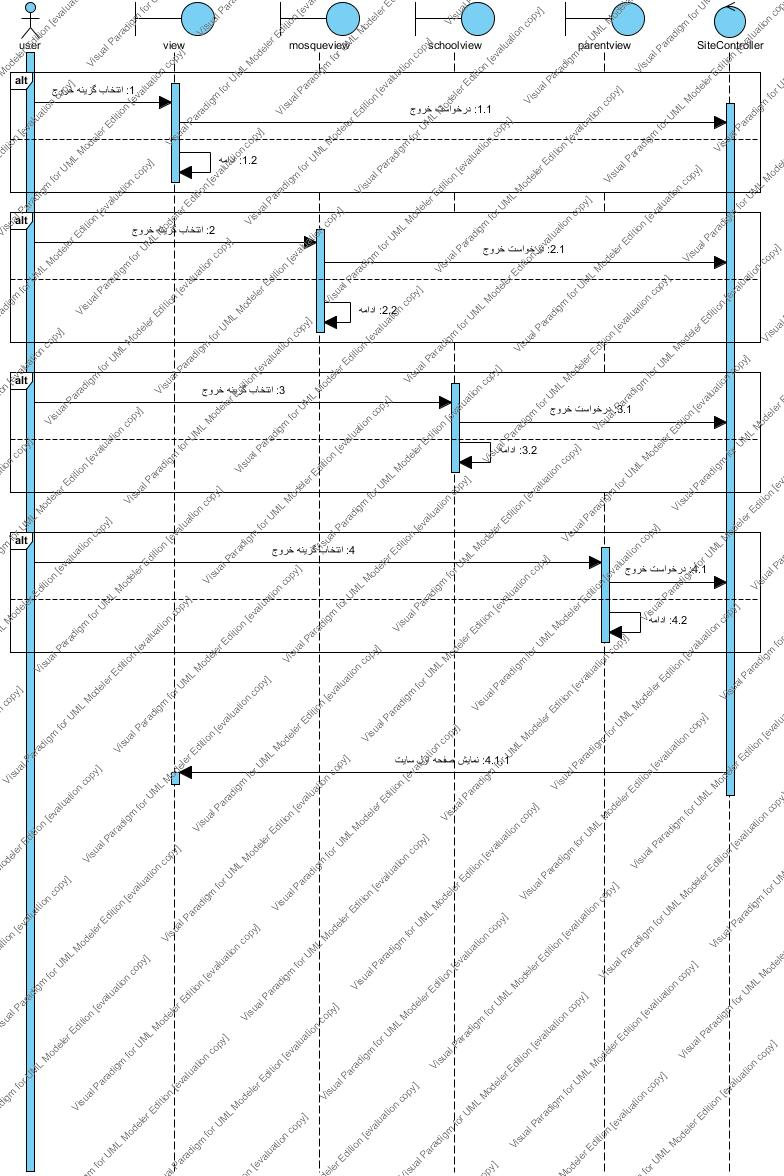 user
view
mosqueview
schoolview
parentview
SiteController
alt
1: انتخاب گزینه خروج
1.1: درخواست خروج
1.2: ادامه
alt
2: انتخاب گزینه خروج
2.1: درخواست خروج
2.2: ادامه
alt
3: انتخاب گزینه خروج
3.1: درخواست خروج
3.2: ادامه
alt
4: انتخاب گزینه خروج
4.1: درخواست خروج
4.2: ادامه
4.1.1: نمایش صفحه اول سایت
Visual Paradigm for UML Modeler Edition [evaluation copy]